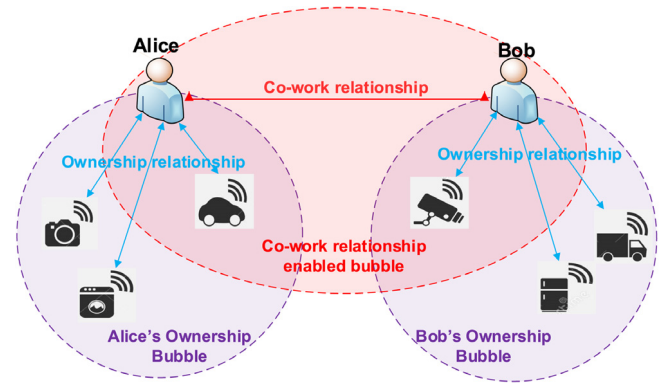 Alice
Bob
Co-work relationship
Ownership relationship
Ownership relationship
Co-work relationship
enabled bubble
Alice's Ownership
Bubble
Bob's Ownership
Bubble